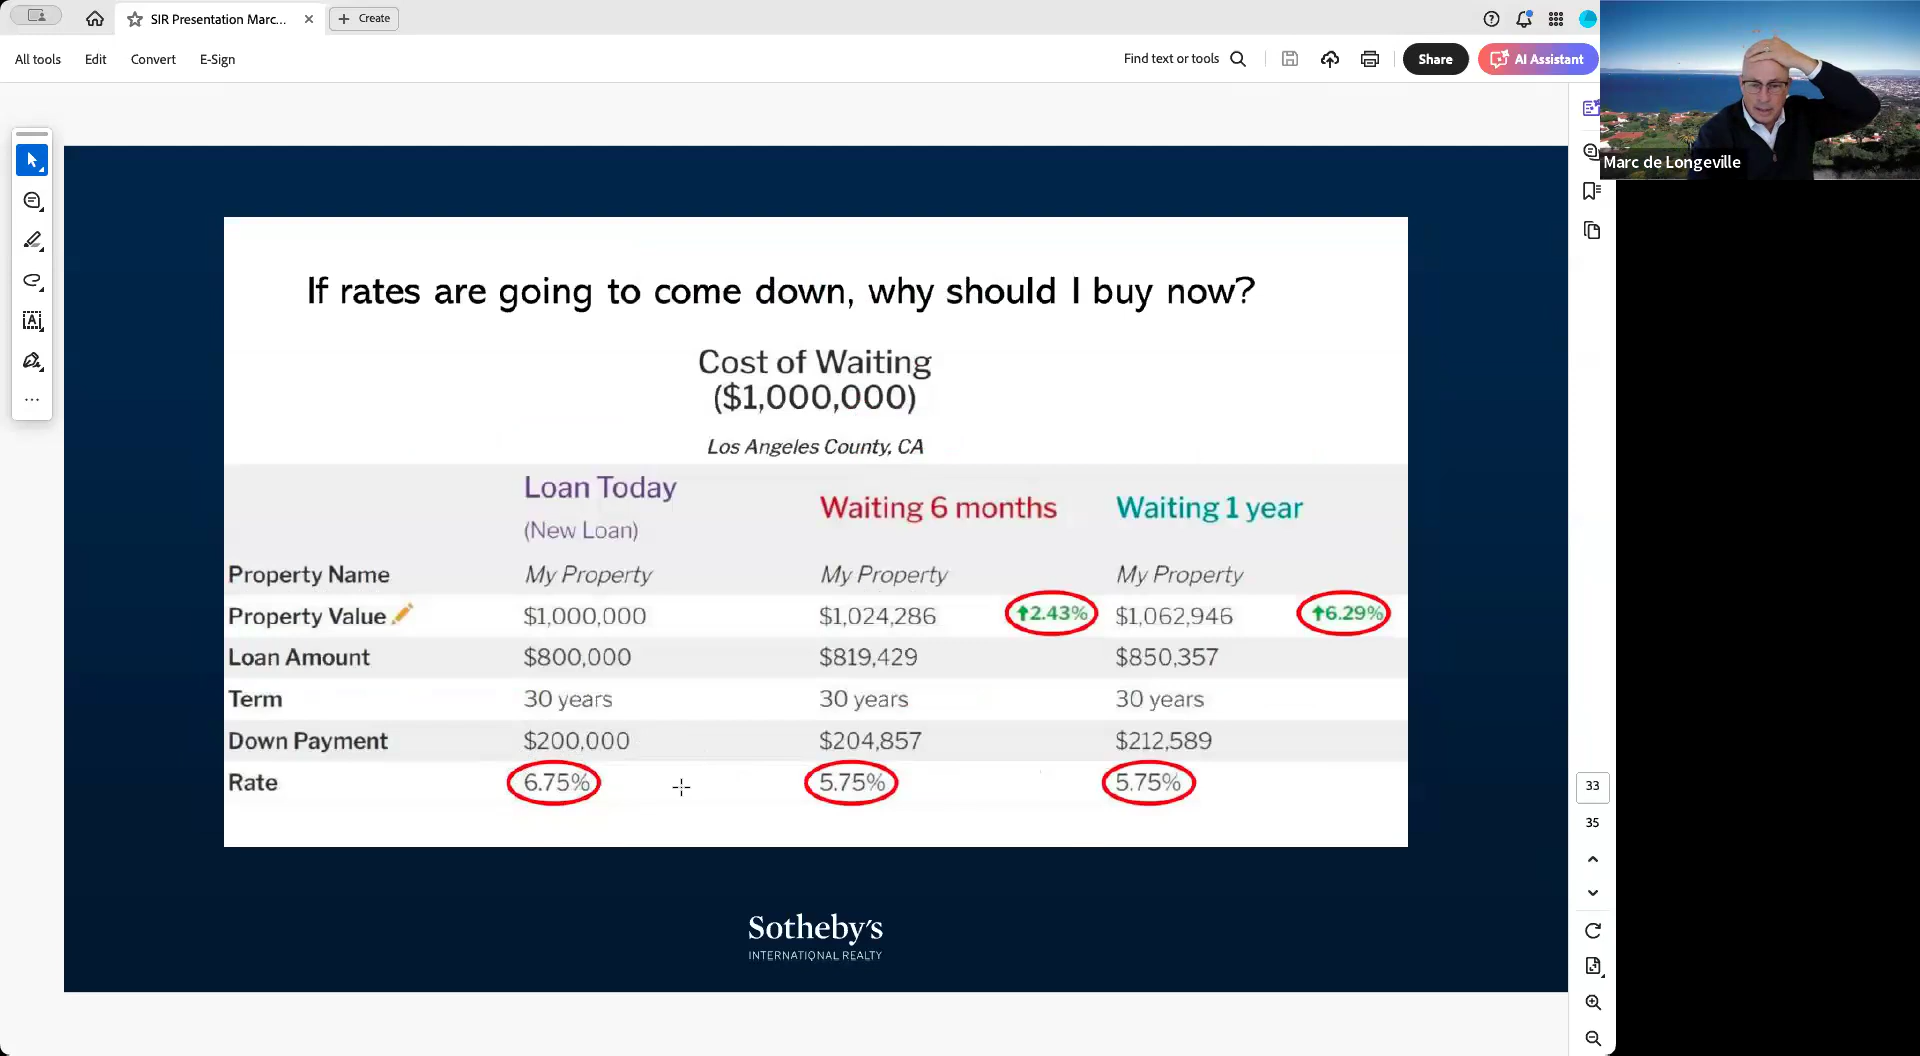 SIR Presentation Marc...
Create
All tools
Edit
Convert
E-Sign
Find text or tools
Share
AI Assistant
Marc de Longeville
If rates are going to come down, why should I buy now?
Cost of Waiting
($1,000,000)
Los Angeles County, CA
Loan Today
(New Loan)
Waiting 6 months
Waiting 1 year
Property Name My Property My Property My Property
Property Value $1,000,000 $1,024,286 2.43% $1,062,946 6.29%
Loan Amount $800,000 $819,429 $850,357
Term 30 years 30 years 30 years
Down Payment $200,000 $204,857 $212,589
Rate 6.75% 5.75% 5.75%
33
35
Sotheby's
INTERNATIONAL REALTY